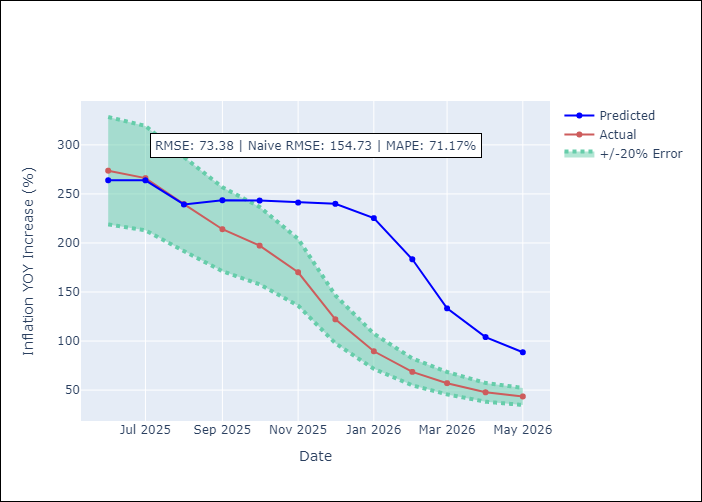 RMSE: 73.38 | Naive RMSE: 154.73 | MAPE: 71.17%
Predicted
Actual
+/-20% Error
Inflation YOY Increase (%)
300
250
200
150
100
50
Jul 2025
Sep 2025
Nov 2025
Jan 2026
Mar 2026
May 2026
Date